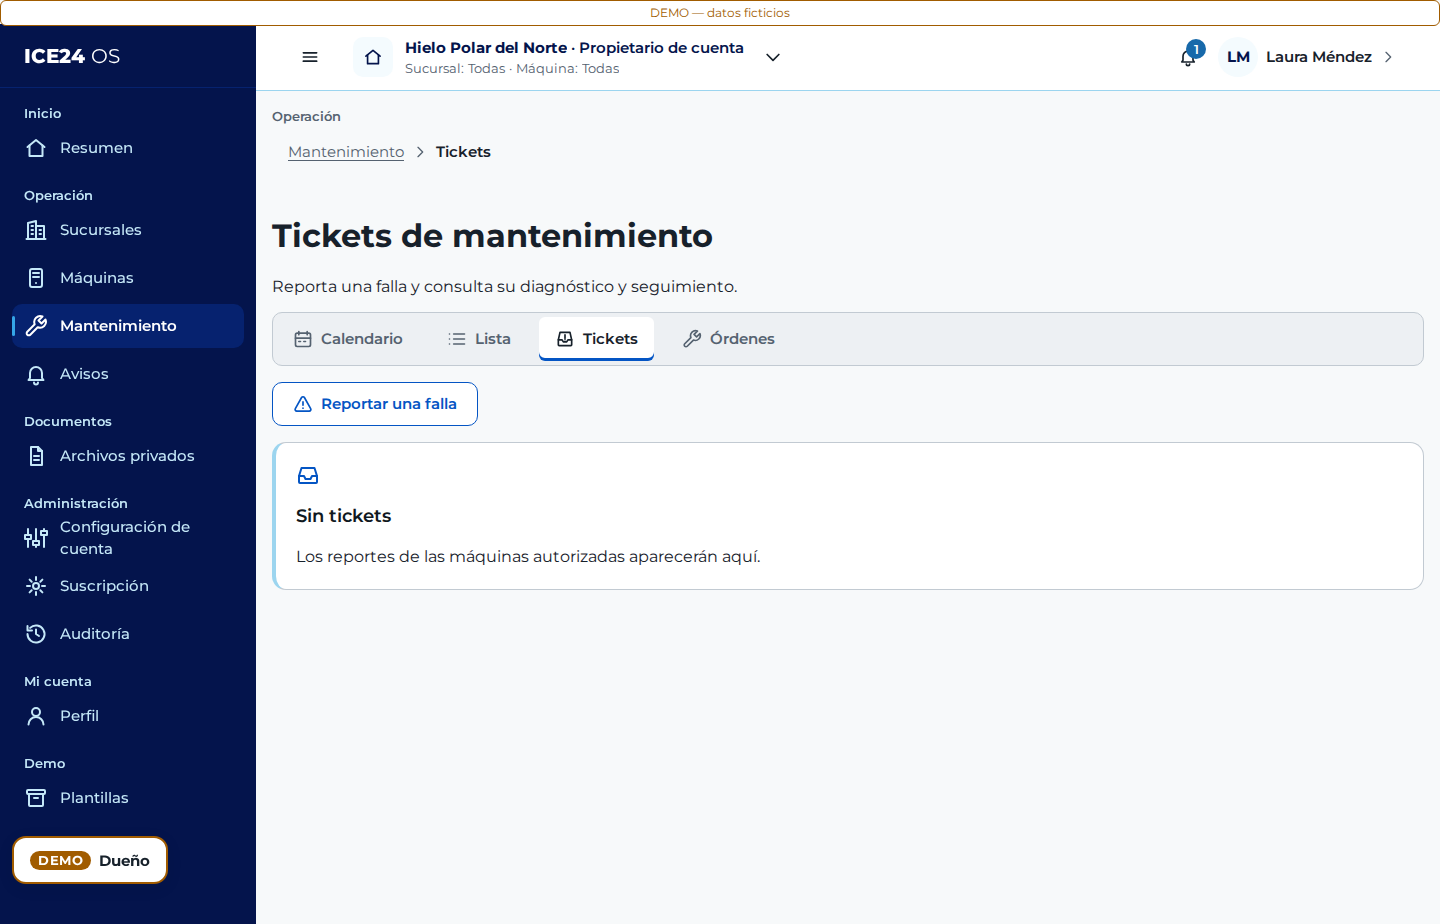 DEMO — datos ficticios
ICE24 OS
Inicio
Resumen
Operación
Sucursales
Máquinas
Mantenimiento
Avisos
Documentos
Archivos privados
Administración
Configuración de
cuenta
Suscripción
Auditoría
Mi cuenta
Perfil
Demo
Plantillas
DEMO Dueño
Hielo Polar del Norte · Propietario de cuenta
Sucursal: Todas · Máquina: Todas
1
LM Laura Méndez
Operación
Mantenimiento > Tickets
Tickets de mantenimiento
Reporta una falla y consulta su diagnóstico y seguimiento.
Calendario Lista Tickets Órdenes
Reportar una falla
Sin tickets
Los reportes de las máquinas autorizadas aparecerán aquí.